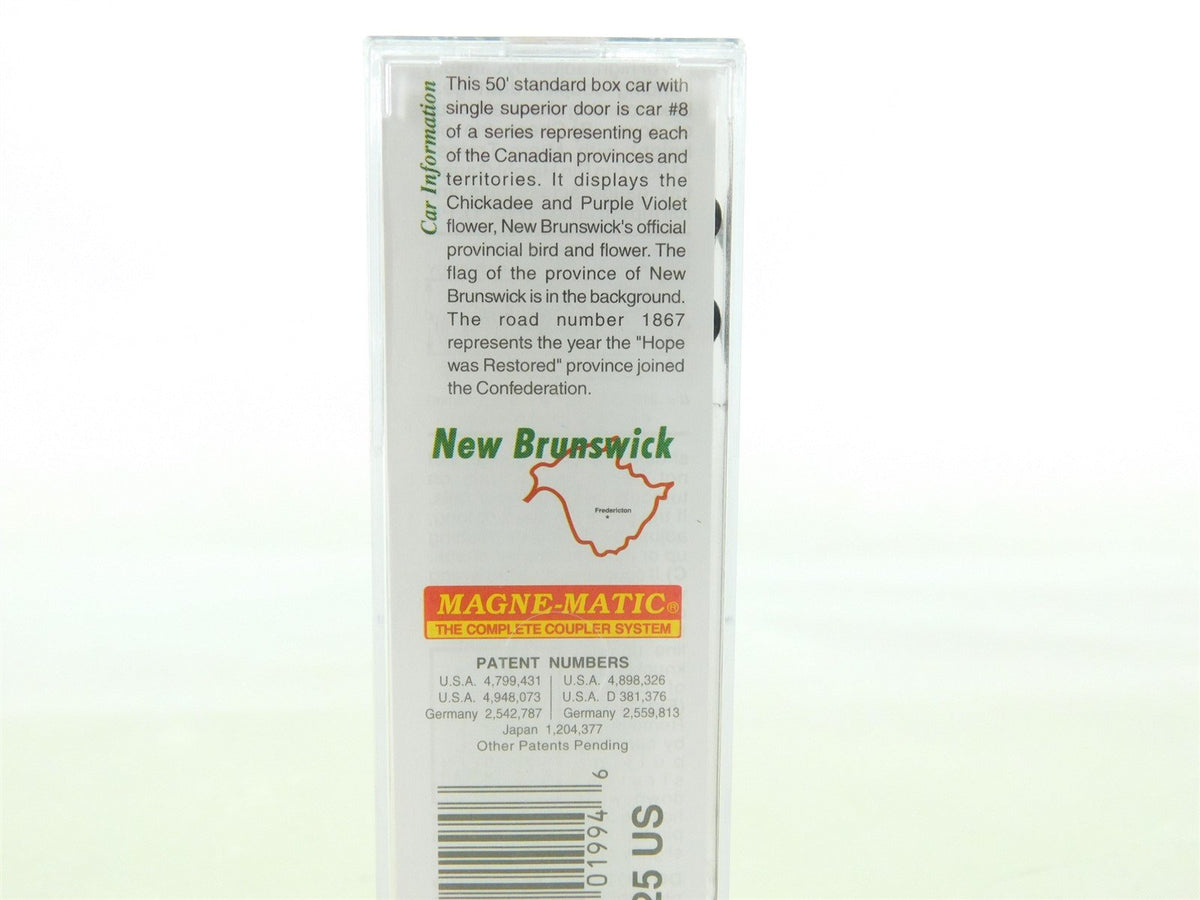 Car Information
This 50' standard box car with
single superior door is car #8
of a series representing each
of the Canadian provinces and
territories. It displays the
Chickadee and Purple Violet
flower, New Brunswick's official
provincial bird and flower. The
flag of the province of New
Brunswick is in the background.
The road number 1867
represents the year the "Hope
was Restored" province joined
the Confederation.
New Brunswick
Fredericton
MAGNE-MATIC®
THE COMPLETE COUPLER SYSTEM
PATENT NUMBERS
U.S.A. 4,799,431 U.S.A. 4,898,326
U.S.A. 4,948,073 U.S.A. D 381,376
Germany 2,542,787 Germany 2,559,813
Japan 1,204,377
Other Patents Pending
01994 6
25 US